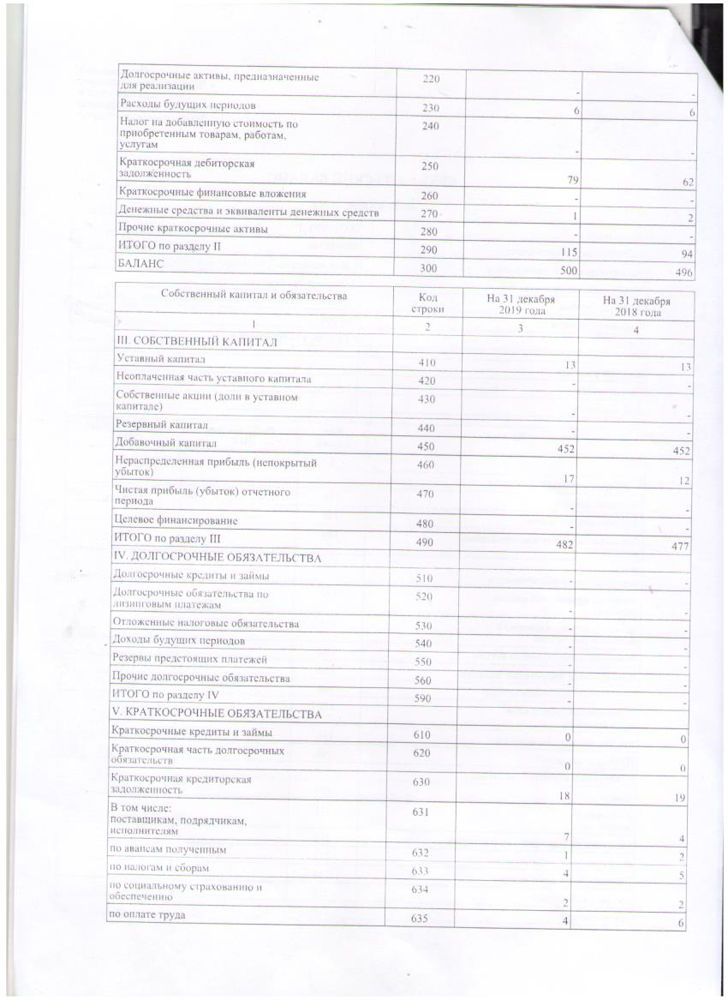 Долгосрочные активы, предназначенные
для реализации 220 - -
Расходы будущих периодов 230 6 6
Налог на добавленную стоимость по
приобретенным товарам, работам,
услугам 240 - -
Краткосрочная дебиторская
задолженность 250 79 62
Краткосрочные финансовые вложения 260 - -
Денежные средства и эквиваленты денежных средств 270 1 2
Прочие краткосрочные активы 280 - -
ИТОГО по разделу II 290 115 94
БАЛАНС 300 500 496
Собственный капитал и обязательства Код На 31 декабря На 31 декабря
строки 2019 года 2018 года
1 2 3 4
III. СОБСТВЕННЫЙ КАПИТАЛ
Уставный капитал 410 13 13
Неоплаченная часть уставного капитала 420 - -
Собственные акции (доли в уставном
капитале) 430 - -
Резервный капитал 440 - -
Добавочный капитал 450 452 452
Нераспределенная прибыль (непокрытый
убыток) 460 17 12
Чистая прибыль (убыток) отчетного
периода 470 - -
Целевое финансирование 480 - -
ИТОГО по разделу III 490 482 477
IV. ДОЛГОСРОЧНЫЕ ОБЯЗАТЕЛЬСТВА
Долгосрочные кредиты и займы 510 - -
Долгосрочные обязательства по
лизинговым платежам 520 - -
Отложенные налоговые обязательства 530 - -
Доходы будущих периодов 540 - -
Резервы предстоящих платежей 550 - -
Прочие долгосрочные обязательства 560 - -
ИТОГО по разделу IV 590 - -
V. КРАТКОСРОЧНЫЕ ОБЯЗАТЕЛЬСТВА
Краткосрочные кредиты и займы 610 0 0
Краткосрочная часть долгосрочных
обязательств 620 0 0
Краткосрочная кредиторская
задолженность 630 18 19
В том числе:
поставщикам, подрядчикам,
исполнителям 631 7 4
по авансам полученным 632 1 2
по налогам и сборам 633 4 5
по социальному страхованию и
обеспечению 634 2 2
по оплате труда 635 4 6